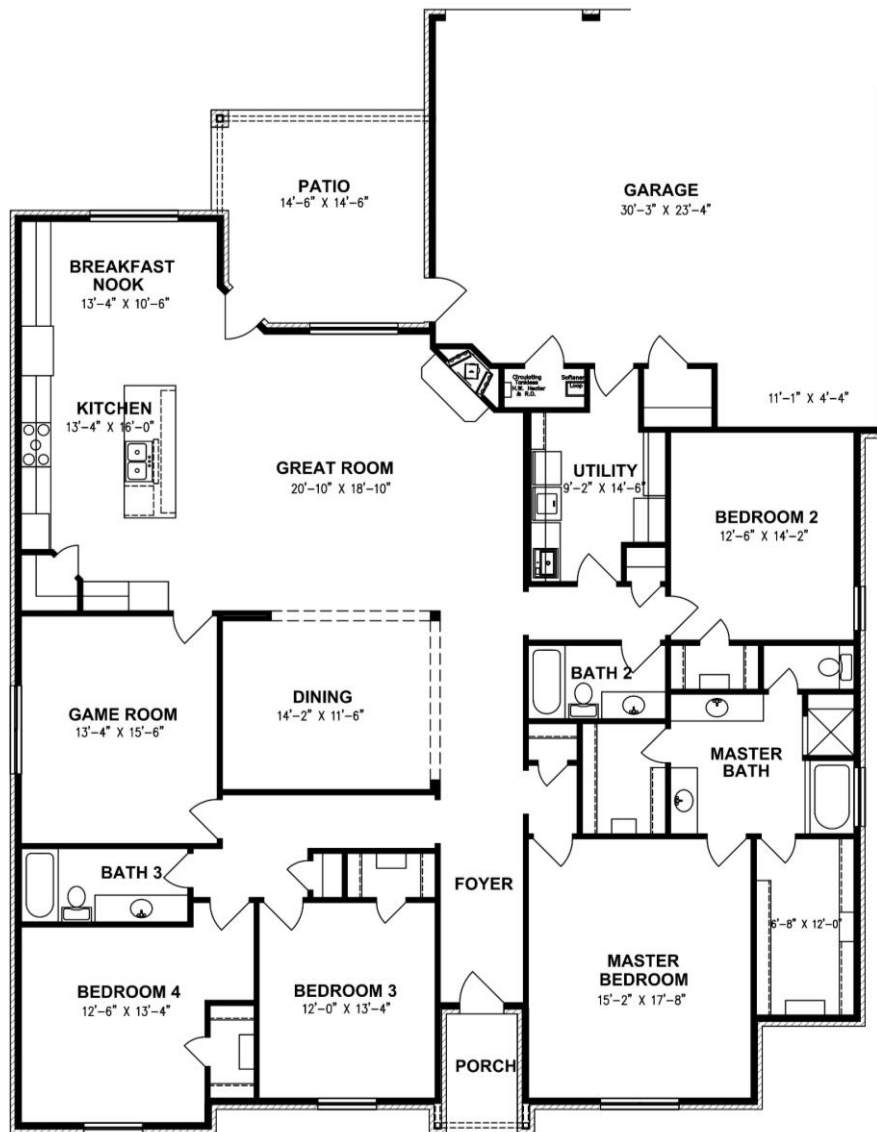 PATIO
14'-6" X 14'-6"
GARAGE
30'-3" X 23'-4"
BREAKFAST
NOOK
13'-4" X 10'-6"
Circulating
Tankless
H.W. Heater
& R.O.
Softener
Loop
11'-1" X 4'-4"
KITCHEN
13'-4" X 16'-0"
GREAT ROOM
20'-10" X 18'-10"
UTILITY
9'-2" X 14'-6"
BEDROOM 2
12'-6" X 14'-2"
BATH 2
GAME ROOM
13'-4" X 15'-6"
DINING
14'-2" X 11'-6"
MASTER
BATH
BATH 3
FOYER
6'-8" X 12'-0"
MASTER
BEDROOM
15'-2" X 17'-8"
BEDROOM 4
12'-6" X 13'-4"
BEDROOM 3
12'-0" X 13'-4"
PORCH